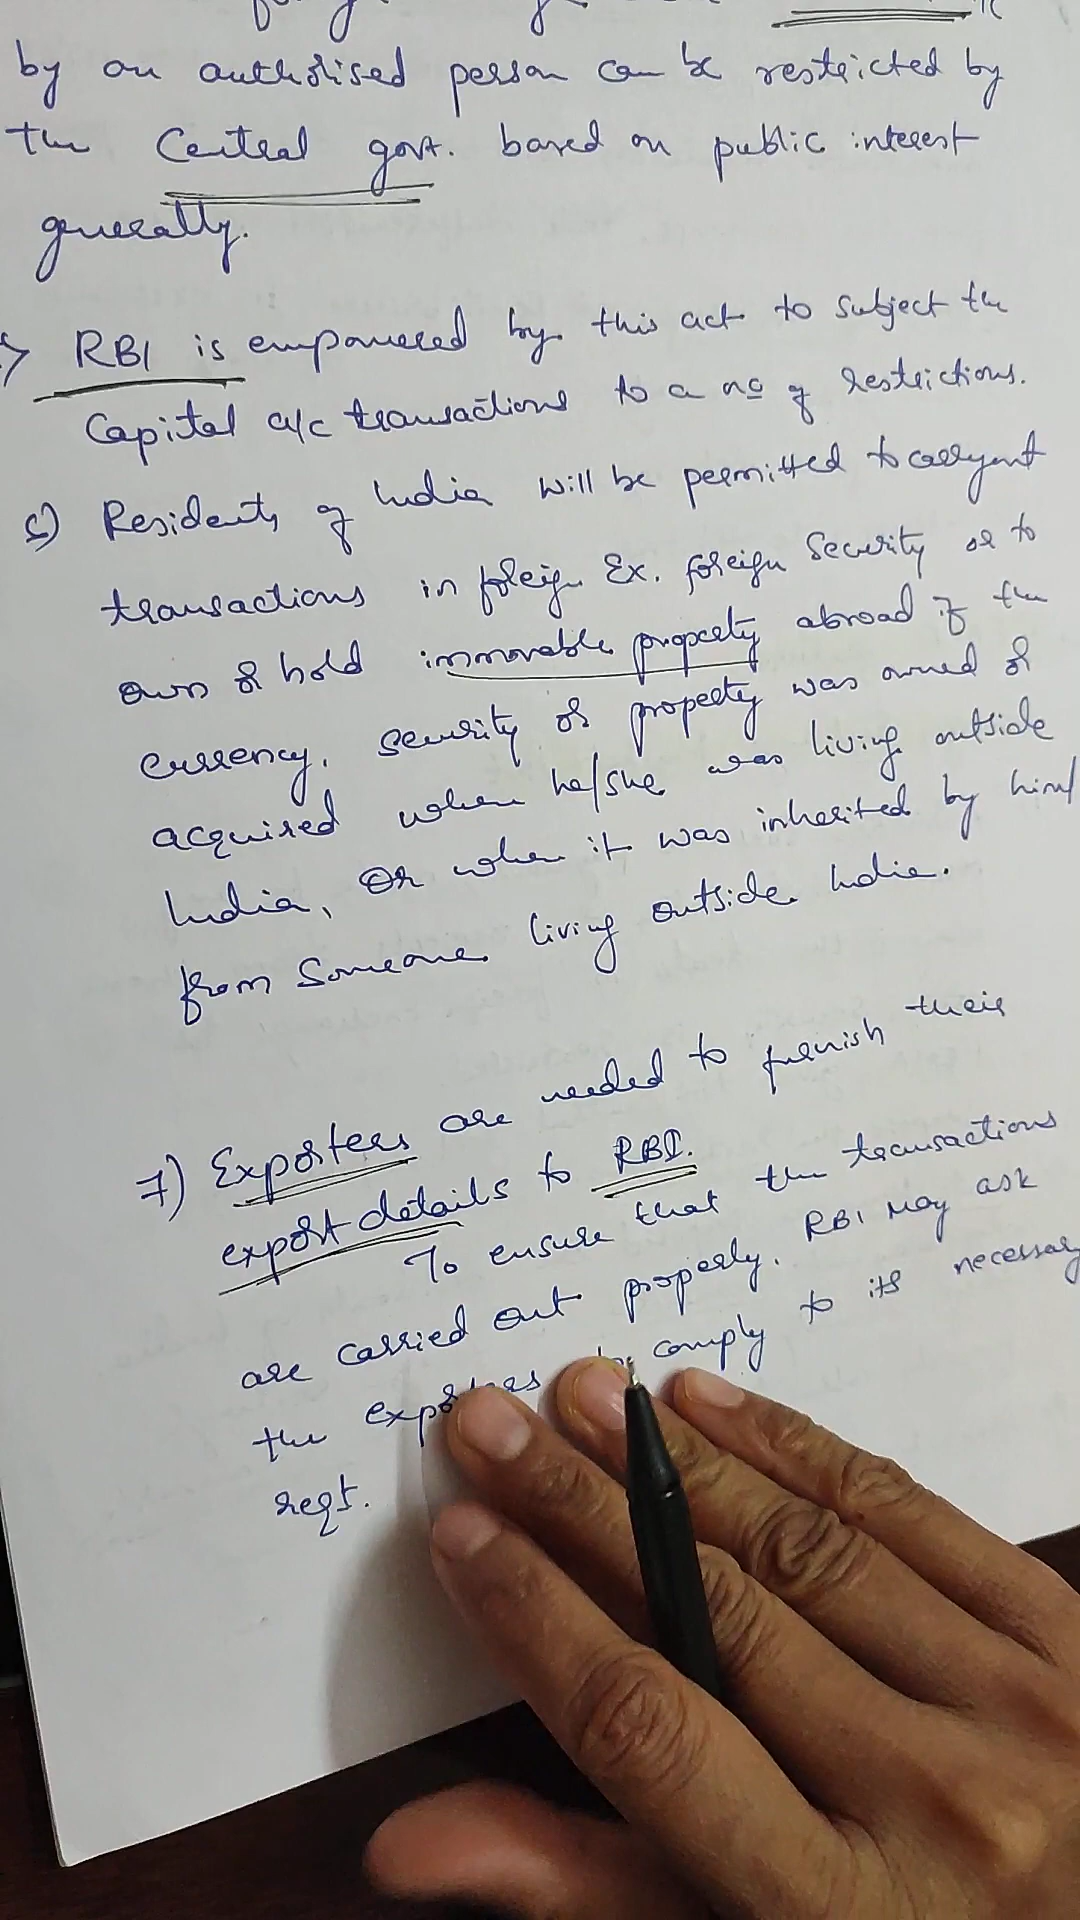 by an authorised person can be restricted by
the Central govt. based on public interest
generally.
RBI is empowered by this act to subject the
Capital a/c transactions to a no of restrictions.
6) Residents of India will be permitted to carryout
transactions in foreign Ex. foreign Security or to
own & hold immovable property abroad if the
currency, security or property was owned or
acquired when he/she was living outside
India, Or when it was inherited by him/
from Someone living outside India.
7) Exporters are needed to furnish their
export details to RBI.
To ensure that the transactions
are carried out properly. RBI May ask
the comply to its necessary
reqt.